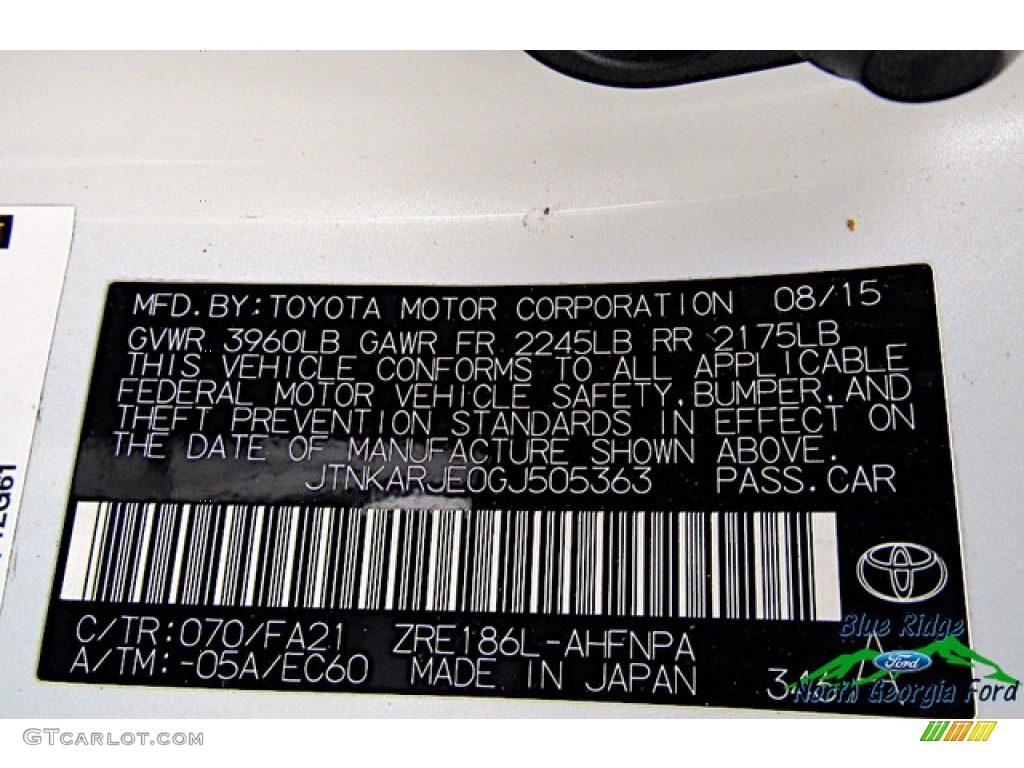 MFD. BY: TOYOTA MOTOR CORPORATION 08/15
GVWR 3960LB GAWR FR 2245LB RR 2175LB
THIS VEHICLE CONFORMS TO ALL APPLICABLE
FEDERAL MOTOR VEHICLE SAFETY, BUMPER, AND
THEFT PREVENTION STANDARDS IN EFFECT ON
THE DATE OF MANUFACTURE SHOWN ABOVE.
JTNKARJE0GJ505363 PASS. CAR
C/TR: 070/FA21 ZRE186L-AHFNPA
A/TM: -05A/EC60 MADE IN JAPAN
Blue Ridge
Ford
North Georgia Ford
GTcarlot.com